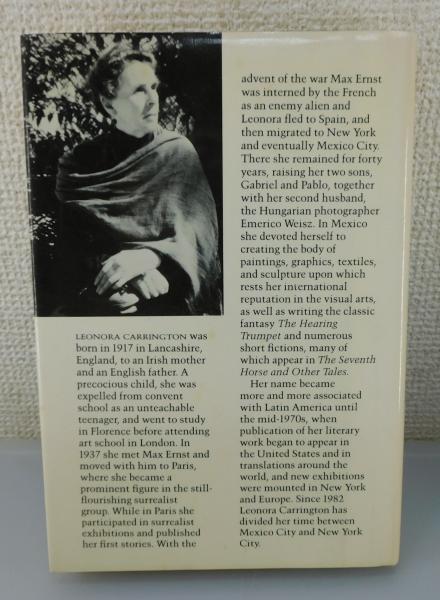 LEONORA CARRINGTON was
born in 1917 in Lancashire,
England, to an Irish mother
and an English father. A
precocious child, she was
expelled from convent
school as an unteachable
teenager, and went to study
in Florence before attending
art school in London. In
1937 she met Max Ernst and
moved with him to Paris,
where she became a
prominent figure in the still-
flourishing surrealist
group. While in Paris she
participated in surrealist
exhibitions and published
her first stories. With the
advent of the war Max Ernst
was interned by the French
as an enemy alien and
Leonora fled to Spain, and
then migrated to New York
and eventually Mexico City.
There she remained for forty
years, raising her two sons,
Gabriel and Pablo, together
with her second husband,
the Hungarian photographer
Emerico Weisz. In Mexico
she devoted herself to
creating the body of
paintings, graphics, textiles,
and sculpture upon which
rests her international
reputation in the visual arts,
as well as writing the classic
fantasy The Hearing
Trumpet and numerous
short fictions, many of
which appear in The Seventh
Horse and Other Tales.
Her name became
more and more associated
with Latin America until
the mid-1970s, when
publication of her literary
work began to appear in
the United States and in
translations around the
world, and new exhibitions
were mounted in New York
and Europe. Since 1982
Leonora Carrington has
divided her time between
Mexico City and New York
City.